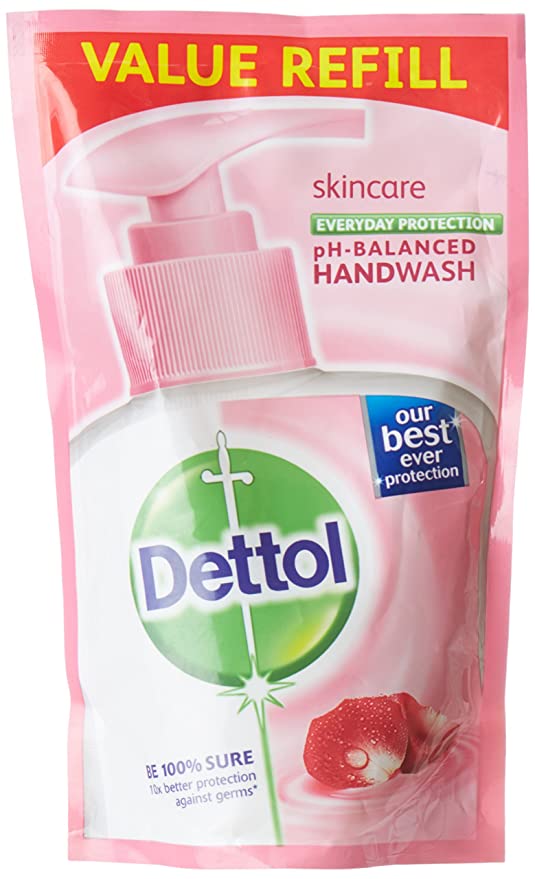 VALUE REFILL
skincare
EVERYDAY PROTECTION
pH-BALANCED
HANDWASH
our
best
ever
protection
Dettol
BE 100% SURE
10x better protection
against germs*